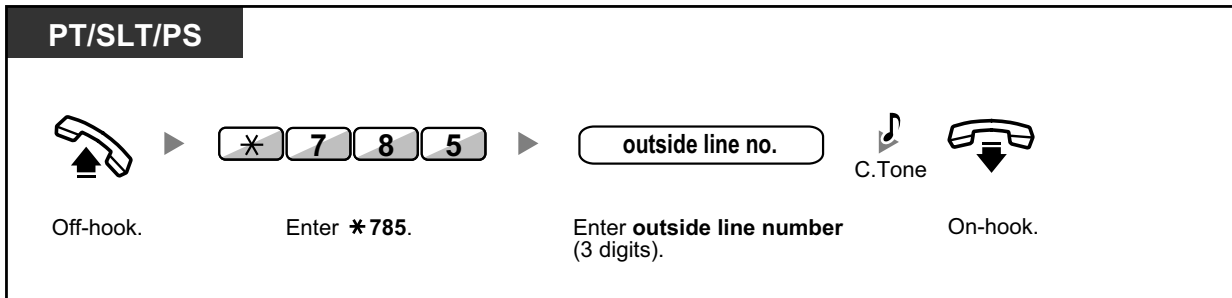 PT/SLT/PS
* 7 8 5
outside line no.
C.Tone
Off-hook.
Enter *785.
Enter outside line number
(3 digits).
On-hook.